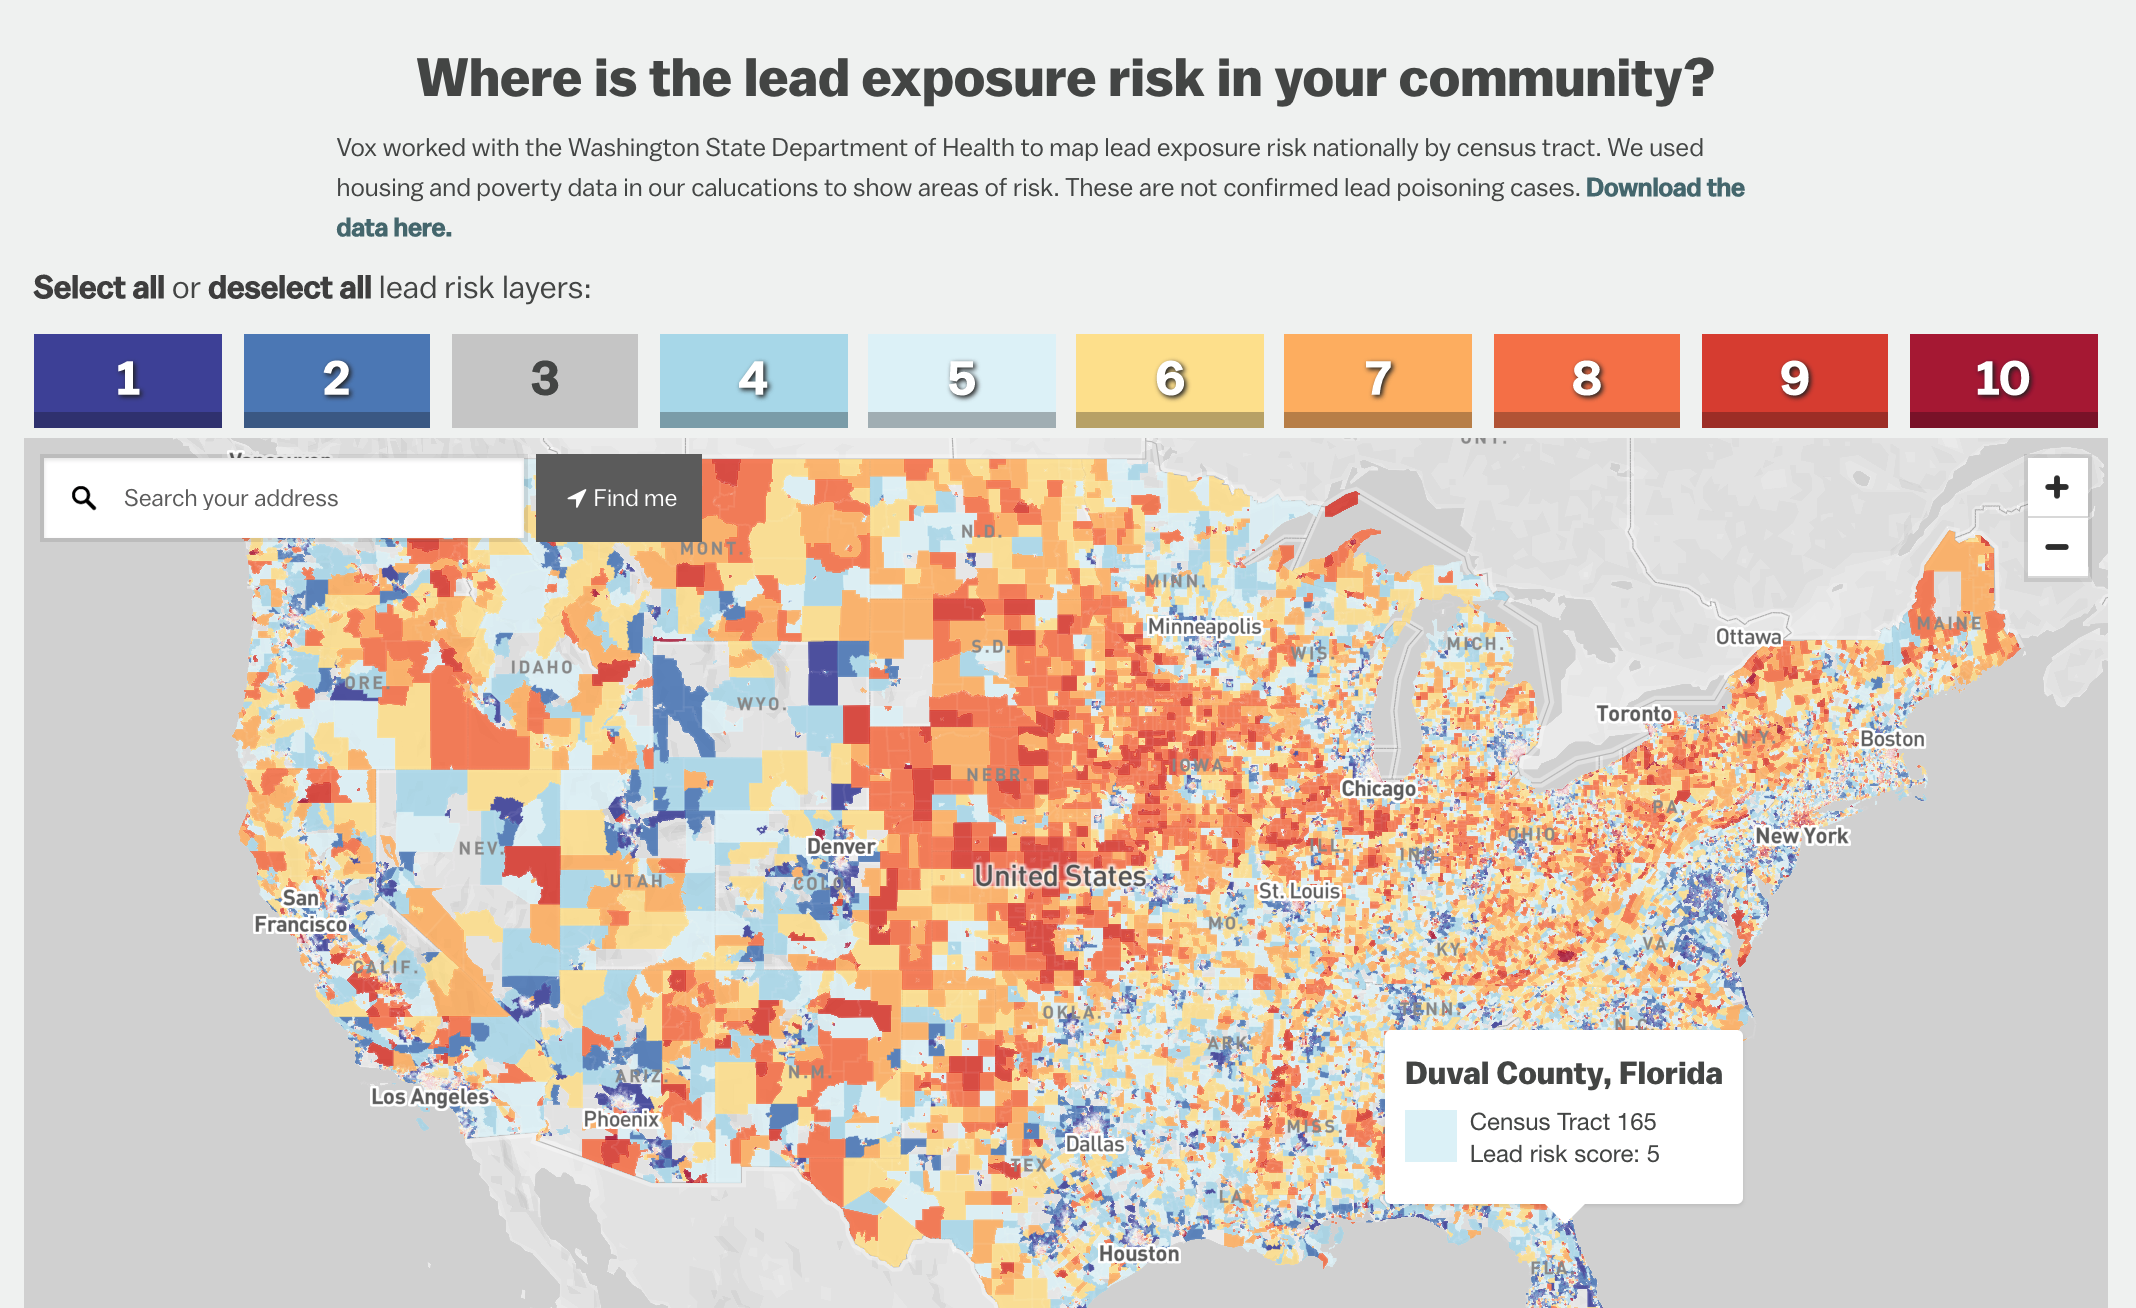 Where is the lead exposure risk in your community?
Vox worked with the Washington State Department of Health to map lead exposure risk nationally by census tract. We used
housing and poverty data in our calucations to show areas of risk. These are not confirmed lead poisoning cases. Download the
data here.
Select all or deselect all lead risk layers:
1 2 3 4 5 6 7 8 9 10
ONT.
Vancouver
Search your address
Find me
+
−
N.D.
MONT.
MINN.
Minneapolis
MAINE
Ottawa
S.D.
WIS.
MICH.
IDAHO
ORE.
WYO.
Toronto
N.Y.
Boston
IOWA
NEBR.
Chicago
PA.
OHIO
New York
NEV.
Denver
ILL.
IND.
United States
UTAH
COLO.
St. Louis
San
Francisco
MO.
KY.
VA.
CALIF.
TENN.
OKLA.
N.C.
ARK.
ARIZ.
N.M.
Los Angeles
Phoenix
Duval County, Florida
Census Tract 165
Lead risk score: 5
MISS.
Dallas
TEX.
LA.
Houston
FLA.